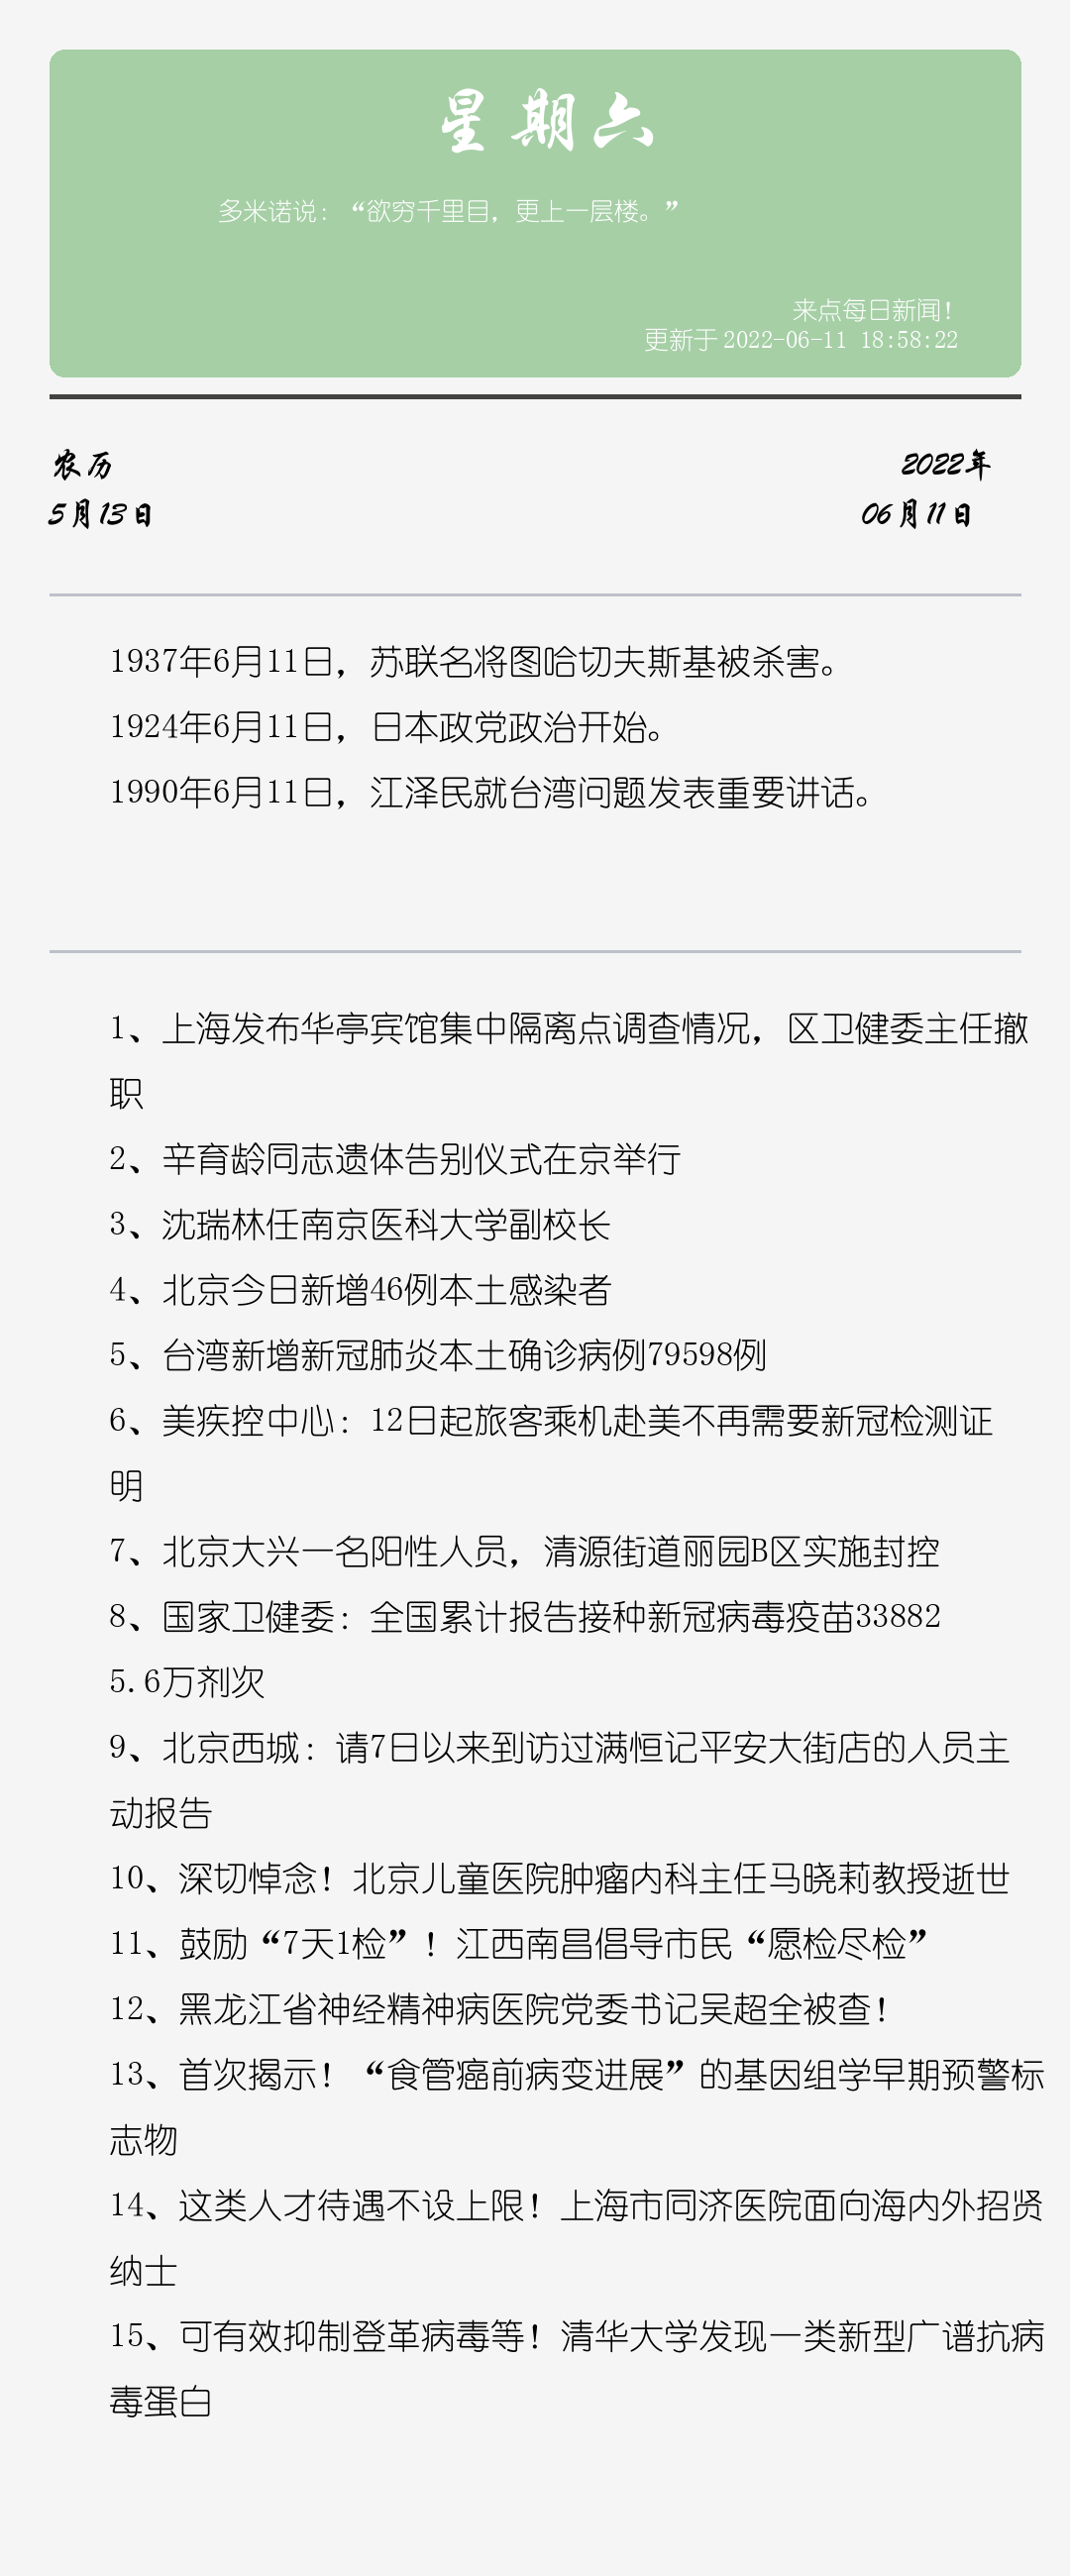 星期六
多米诺说：“欲穷千里目，更上一层楼。”
来点每日新闻！
更新于 2022-06-11 18:58:22
农历
2022年
5月13日
06月11日
1937年6月11日，苏联名将图哈切夫斯基被杀害。
1924年6月11日，日本政党政治开始。
1990年6月11日，江泽民就台湾问题发表重要讲话。
1、上海发布华亭宾馆集中隔离点调查情况，区卫健委主任撤
职
2、辛育龄同志遗体告别仪式在京举行
3、沈瑞林任南京医科大学副校长
4、北京今日新增46例本土感染者
5、台湾新增新冠肺炎本土确诊病例79598例
6、美疾控中心：12日起旅客乘机赴美不再需要新冠检测证
明
7、北京大兴一名阳性人员，清源街道丽园B区实施封控
8、国家卫健委：全国累计报告接种新冠病毒疫苗33882
5.6万剂次
9、北京西城：请7日以来到访过满恒记平安大街店的人员主
动报告
10、深切悼念！北京儿童医院肿瘤内科主任马晓莉教授逝世
11、鼓励“7天1检”！江西南昌倡导市民“愿检尽检”
12、黑龙江省神经精神病医院党委书记吴超全被查！
13、首次揭示！“食管癌前病变进展”的基因组学早期预警标
志物
14、这类人才待遇不设上限！上海市同济医院面向海内外招贤
纳士
15、可有效抑制登革病毒等！清华大学发现一类新型广谱抗病
毒蛋白